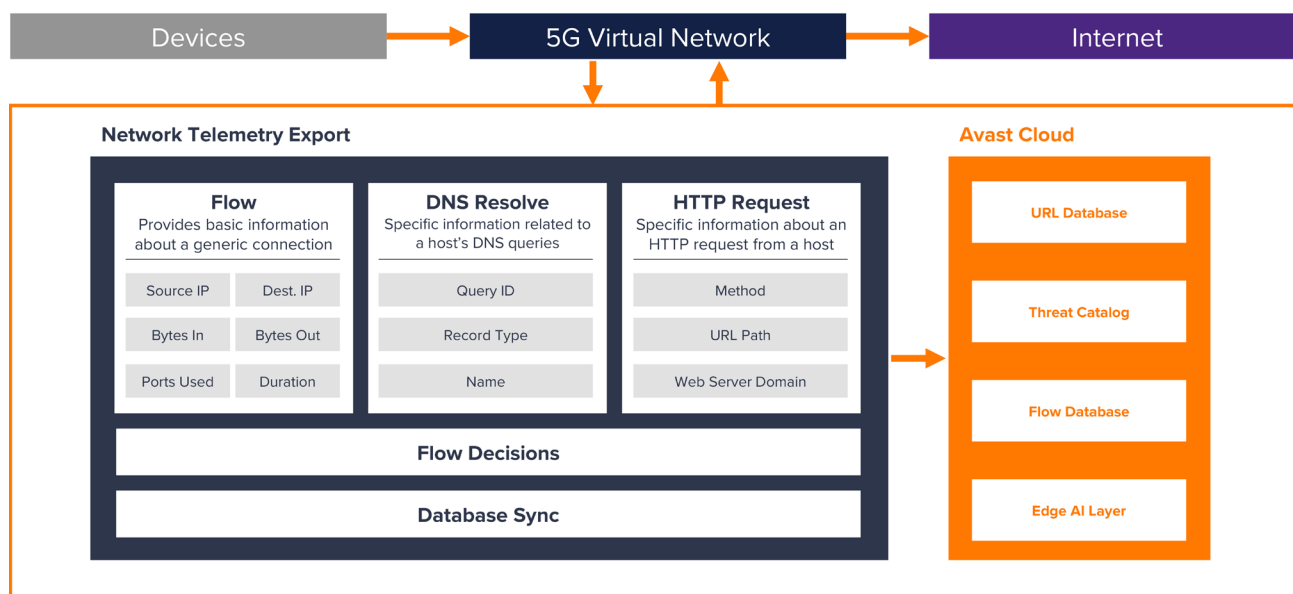 Devices
5G Virtual Network
Internet
Network Telemetry Export
Flow
Provides basic information
about a generic connection
Source IP
Dest. IP
Bytes In
Bytes Out
Ports Used
Duration
DNS Resolve
Specific information related to
a host's DNS queries
Query ID
Record Type
Name
HTTP Request
Specific information about an
HTTP request from a host
Method
URL Path
Web Server Domain
Flow Decisions
Database Sync
Avast Cloud
URL Database
Threat Catalog
Flow Database
Edge AI Layer